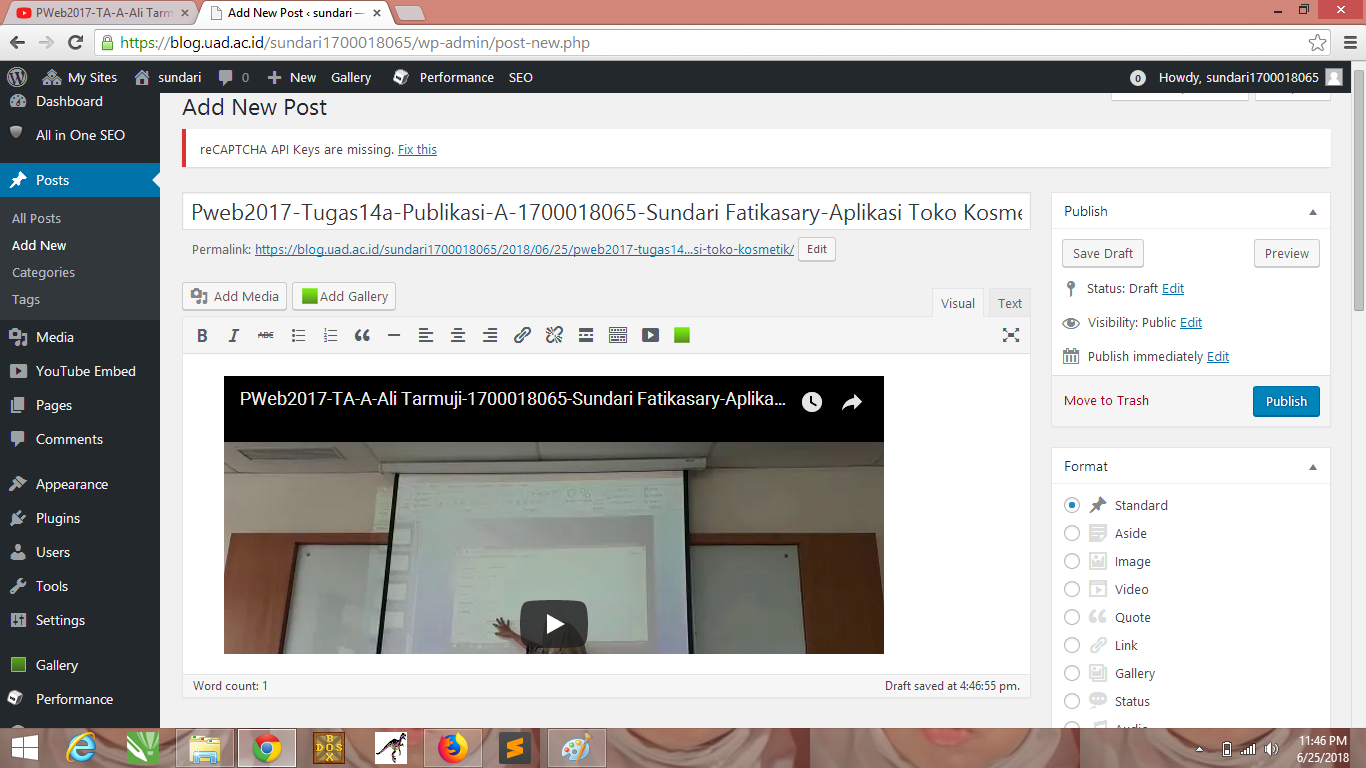 PWeb2017-TA-A-Ali Tarm
Add New Post ‹ sundari —
https://blog.uad.ac.id/sundari1700018065/wp-admin/post-new.php
My Sites sundari 0 New Gallery Performance SEO 0 Howdy, sundari1700018065
Dashboard
All in One SEO
Posts
All Posts
Add New
Categories
Tags
Media
YouTube Embed
Pages
Comments
Appearance
Plugins
Users
Tools
Settings
Gallery
Performance
Add New Post
reCAPTCHA API Keys are missing. Fix this
Pweb2017-Tugas14a-Publikasi-A-1700018065-Sundari Fatikasary-Aplikasi Toko Kosme
Permalink: https://blog.uad.ac.id/sundari1700018065/2018/06/25/pweb2017-tugas14...si-toko-kosmetik/ Edit
Add Media Add Gallery
Visual Text
B I ABC
PWeb2017-TA-A-Ali Tarmuji-1700018065-Sundari Fatikasary-Aplika...
Word count: 1 Draft saved at 4:46:55 pm.
Publish
Save Draft Preview
Status: Draft Edit
Visibility: Public Edit
Publish immediately Edit
Move to Trash Publish
Format
Standard
Aside
Image
Video
Quote
Link
Gallery
Status
Audio
DOS BOX
11:46 PM
6/25/2018